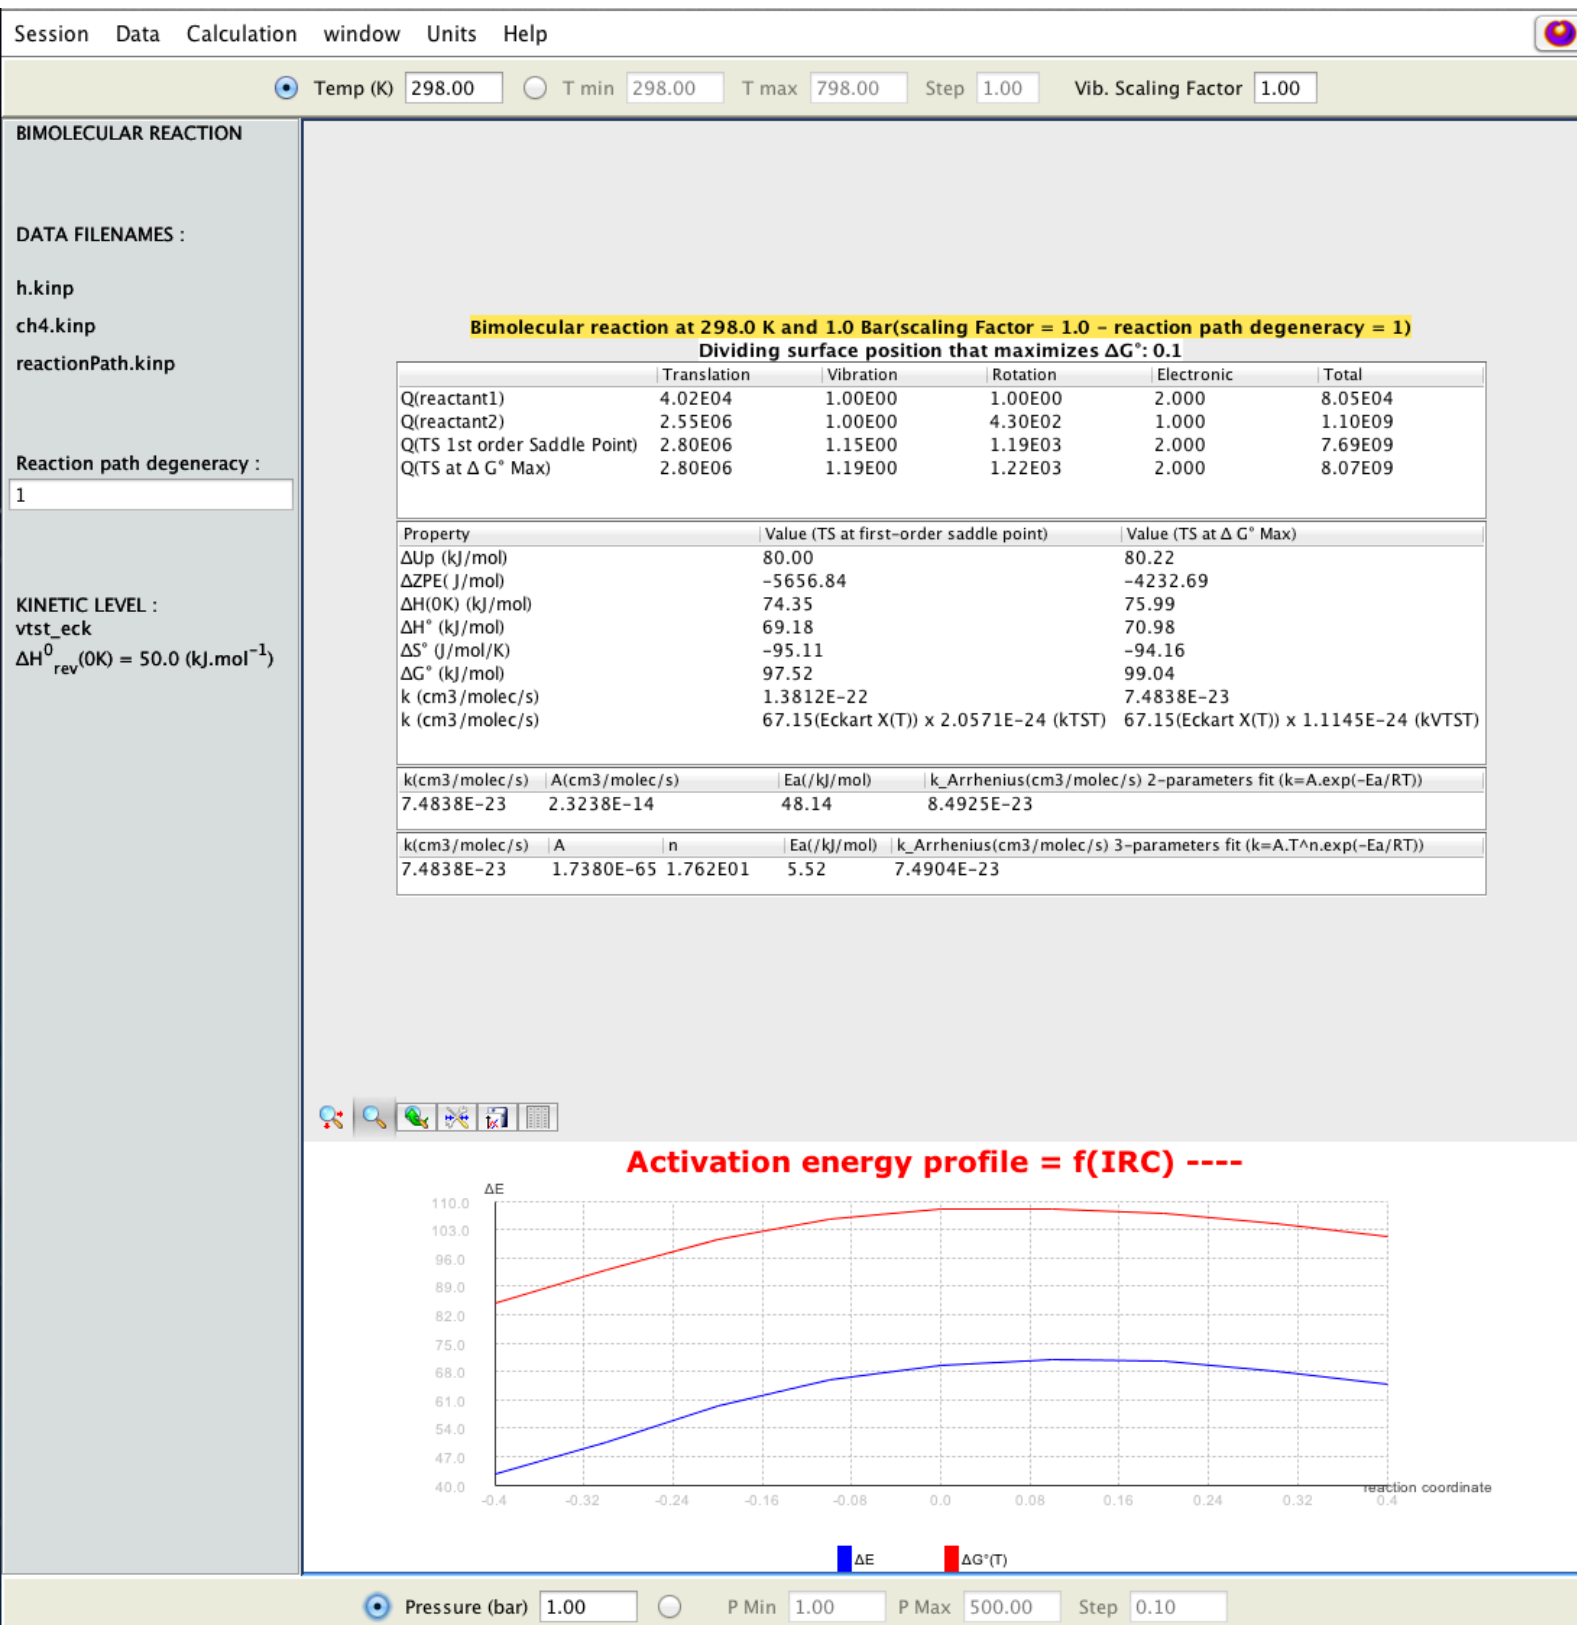 Session Data Calculation window Units Help
Temp (K) 298.00 T min 298.00 T max 798.00 Step 1.00 Vib. Scaling Factor 1.00
BIMOLECULAR REACTION
DATA FILENAMES :
h.kinp
ch4.kinp
reactionPath.kinp
Reaction path degeneracy :
1
KINETIC LEVEL :
vtst_eck
ΔH⁰rev(0K) = 50.0 (kJ.mol⁻¹)
Bimolecular reaction at 298.0 K and 1.0 Bar(scaling Factor = 1.0 - reaction path degeneracy = 1)
Dividing surface position that maximizes ΔG°: 0.1
Translation Vibration Rotation Electronic Total
Q(reactant1) 4.02E04 1.00E00 1.00E00 2.000 8.05E04
Q(reactant2) 2.55E06 1.00E00 4.30E02 1.000 1.10E09
Q(TS 1st order Saddle Point) 2.80E06 1.15E00 1.19E03 2.000 7.69E09
Q(TS at Δ G° Max) 2.80E06 1.19E00 1.22E03 2.000 8.07E09
Property Value (TS at first-order saddle point) Value (TS at Δ G° Max)
ΔUp (kJ/mol) 80.00 80.22
ΔZPE( J/mol) -5656.84 -4232.69
ΔH(0K) (kJ/mol) 74.35 75.99
ΔH° (kJ/mol) 69.18 70.98
ΔS° (J/mol/K) -95.11 -94.16
ΔG° (kJ/mol) 97.52 99.04
k (cm3/molec/s) 1.3812E-22 7.4838E-23
k (cm3/molec/s) 67.15(Eckart X(T)) x 2.0571E-24 (kTST) 67.15(Eckart X(T)) x 1.1145E-24 (kVTST)
k(cm3/molec/s) A(cm3/molec/s) Ea(/kJ/mol) k_Arrhenius(cm3/molec/s) 2-parameters fit (k=A.exp(-Ea/RT))
7.4838E-23 2.3238E-14 48.14 8.4925E-23
k(cm3/molec/s) A n Ea(/kJ/mol) k_Arrhenius(cm3/molec/s) 3-parameters fit (k=A.T^n.exp(-Ea/RT))
7.4838E-23 1.7380E-65 1.762E01 5.52 7.4904E-23
Activation energy profile = f(IRC) ----
ΔE
110.0
103.0
96.0
89.0
82.0
75.0
68.0
61.0
54.0
47.0
40.0
reaction coordinate
-0.4 -0.32 -0.24 -0.16 -0.08 0.0 0.08 0.16 0.24 0.32 0.4
ΔE ΔG°(T)
Pressure (bar) 1.00 P Min 1.00 P Max 500.00 Step 0.10